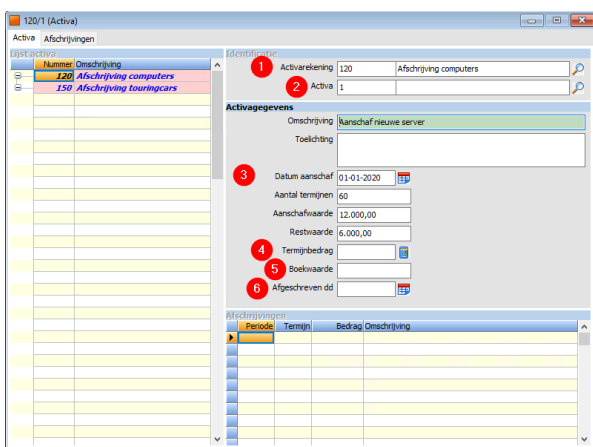 120/1 (Activa)
Activa Afschrijvingen
Lijst activa
Nummer Omschrijving
120 Afschrijving computers
150 Afschrijving touringcars
Identificatie
1 Activarekening 120 Afschrijving computers
2 Activa 1
Activagegevens
Omschrijving Aanschaf nieuwe server
Toelichting
3 Datum aanschaf 01-01-2020
Aantal termijnen 60
Aanschafwaarde 12.000,00
Restwaarde 6.000,00
4 Termijnbedrag
5 Boekwaarde
6 Afgeschreven dd
Afschrijvingen
Periode Termijn Bedrag Omschrijving